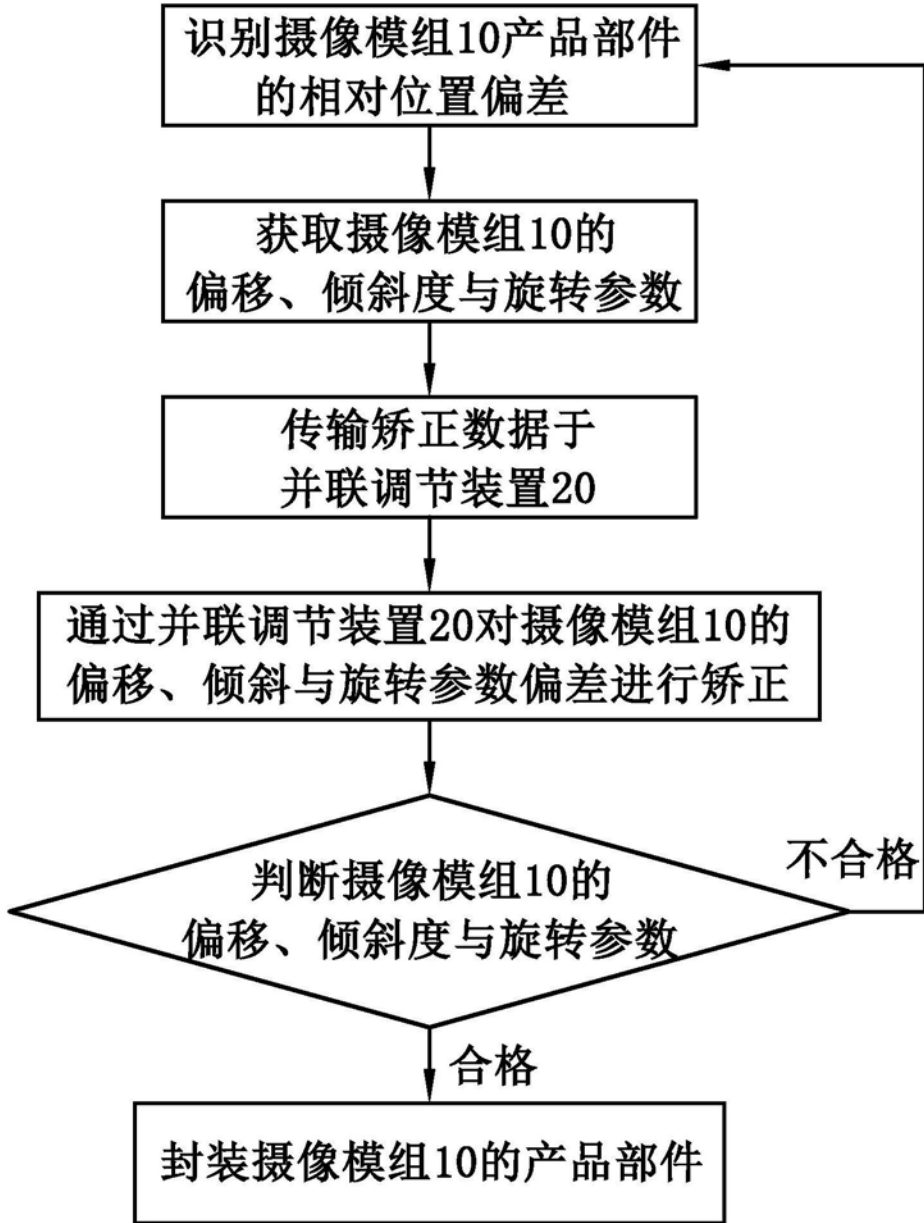 识别摄像模组10产品部件
的相对位置偏差
获取摄像模组10的
偏移、倾斜度与旋转参数
传输矫正数据于
并联调节装置20
通过并联调节装置20对摄像模组10的
偏移、倾斜与旋转参数偏差进行矫正
判断摄像模组10的
偏移、倾斜度与旋转参数
不合格
合格
封装摄像模组10的产品部件